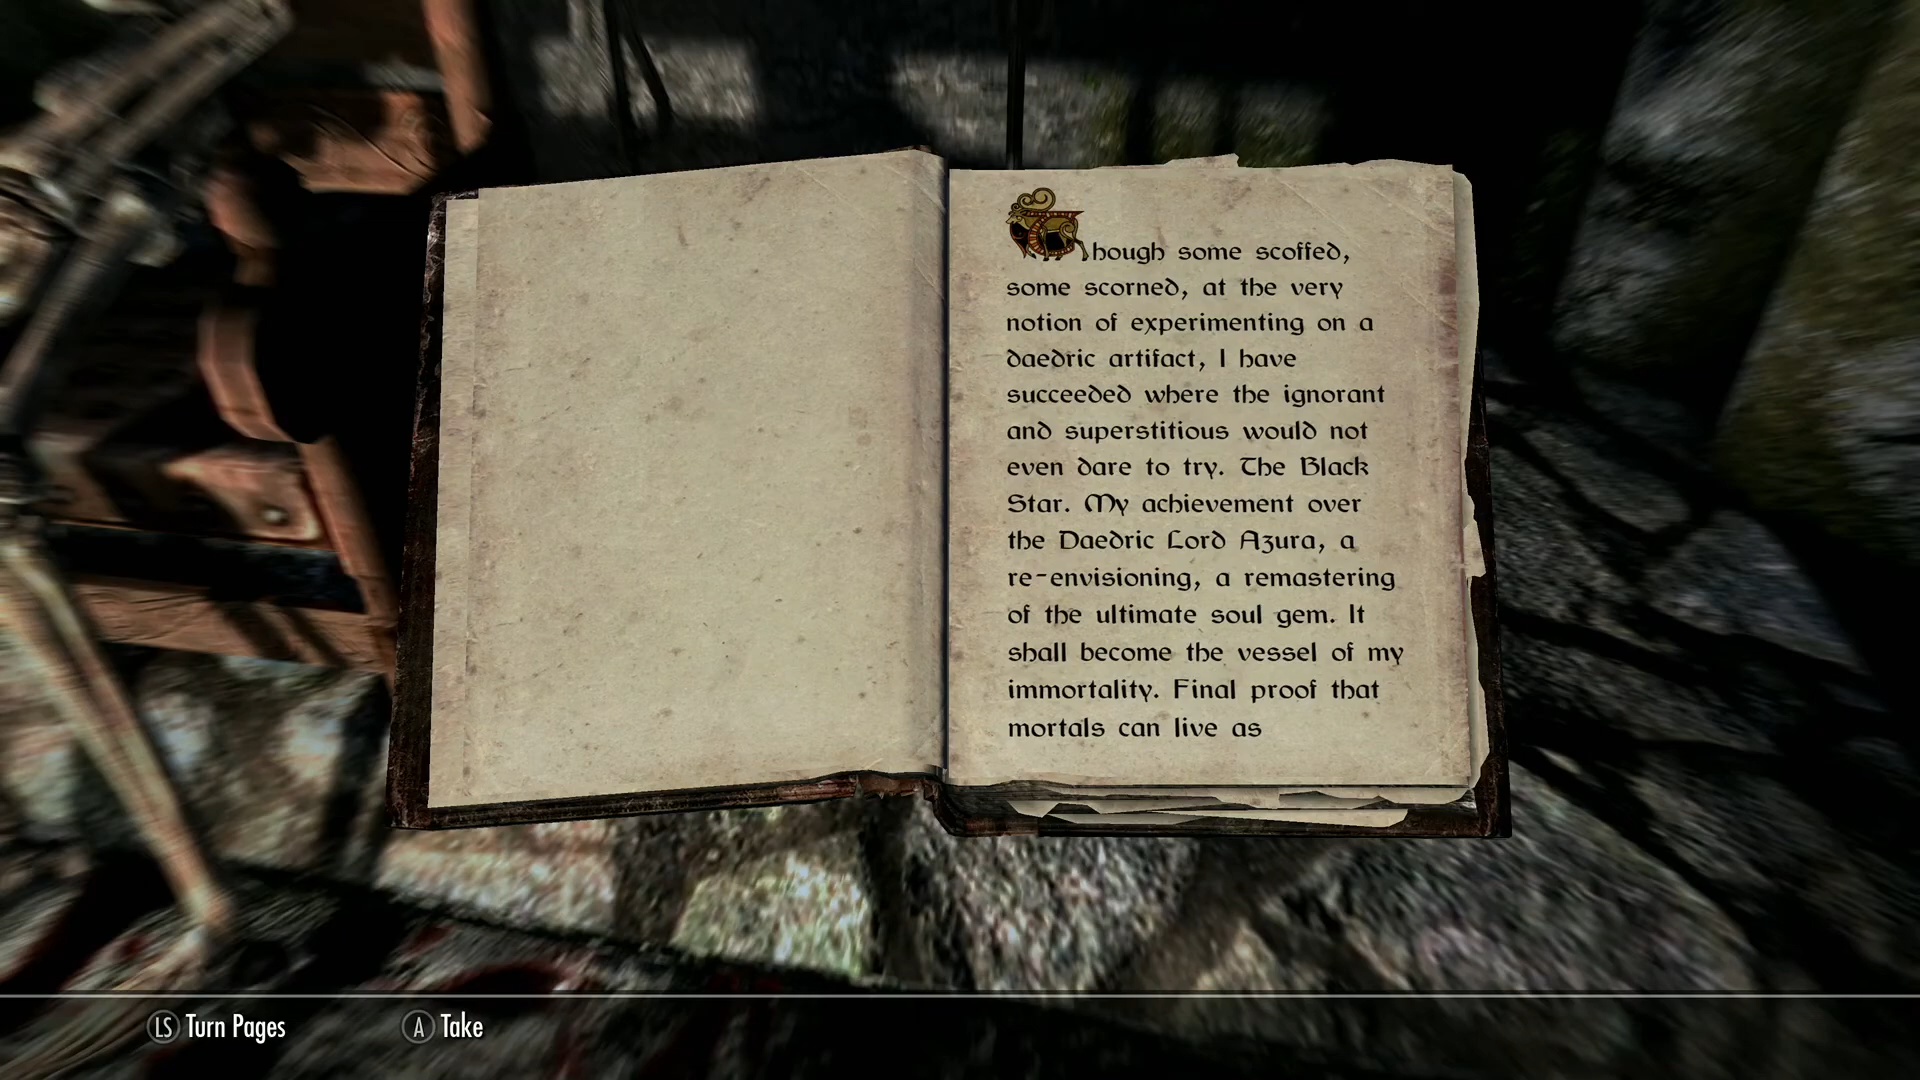 Though some scoffed,
some scorned, at the very
notion of experimenting on a
daedric artifact, I have
succeeded where the ignorant
and superstitious would not
even dare to try. The Black
Star. My achievement over
the Daedric Lord Azura, a
re-envisioning, a remastering
of the ultimate soul gem. It
shall become the vessel of my
immortality. Final proof that
mortals can live as
LS Turn Pages
A Take